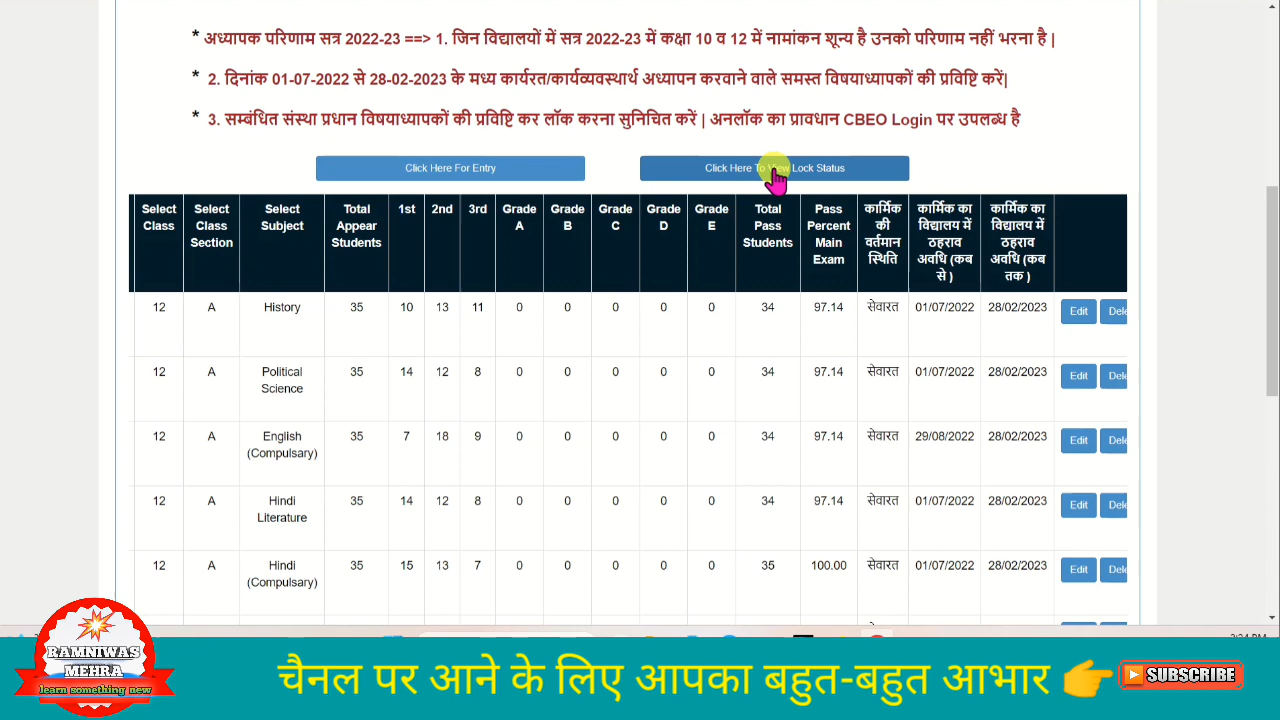 * अध्यापक परिणाम सत्र 2022-23 ==> 1. जिन विद्यालयों में सत्र 2022-23 में कक्षा 10 व 12 में नामांकन शून्य है उनको परिणाम नहीं भरना है |
* 2. दिनांक 01-07-2022 से 28-02-2023 के मध्य कार्यरत/कार्यव्यवस्थार्थ अध्यापन करवाने वाले समस्त विषयाध्यापकों की प्रविष्टि करें|
* 3. सम्बंधित संस्था प्रधान विषयाध्यापकों की प्रविष्टि कर लॉक करना सुनिचित करें | अनलॉक का प्रावधान CBEO Login पर उपलब्ध है
Click Here For Entry Click Here To View Lock Status
Select Class Select Class Section Select Subject Total Appear Students 1st 2nd 3rd Grade A Grade B Grade C Grade D Grade E Total Pass Students Pass Percent Main Exam कार्मिक की वर्तमान स्थिति कार्मिक का विद्यालय में ठहराव अवधि (कब से ) कार्मिक का विद्यालय में ठहराव अवधि (कब तक )
12 A History 35 10 13 11 0 0 0 0 0 34 97.14 सेवारत 01/07/2022 28/02/2023 Edit Dele
12 A Political Science 35 14 12 8 0 0 0 0 0 34 97.14 सेवारत 01/07/2022 28/02/2023 Edit Dele
12 A English (Compulsary) 35 7 18 9 0 0 0 0 0 34 97.14 सेवारत 29/08/2022 28/02/2023 Edit Dele
12 A Hindi Literature 35 14 12 8 0 0 0 0 0 34 97.14 सेवारत 01/07/2022 28/02/2023 Edit Dele
12 A Hindi (Compulsary) 35 15 13 7 0 0 0 0 0 35 100.00 सेवारत 01/07/2022 28/02/2023 Edit Dele
RAMNIWAS
MEHRA
learn something new
चैनल पर आने के लिए आपका बहुत-बहुत आभार
SUBSCRIBE